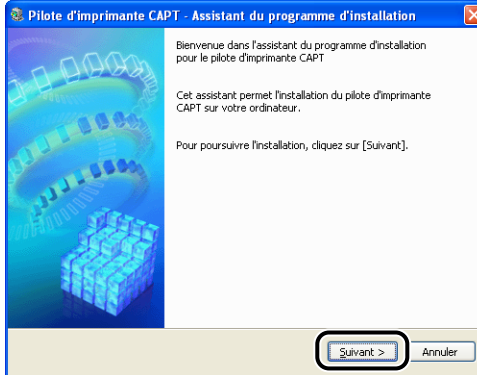 Pilote d'imprimante CAPT - Assistant du programme d'installation
Bienvenue dans l'assistant du programme d'installation
pour le pilote d'imprimante CAPT
Cet assistant permet l'installation du pilote d'imprimante
CAPT sur votre ordinateur.
Pour poursuivre l'installation, cliquez sur [Suivant].
Suivant >
Annuler